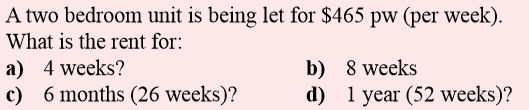 A two bedroom unit is being let for $465 pw (per week).
What is the rent for:
a) 4 weeks? b) 8 weeks
c) 6 months (26 weeks)? d) 1 year (52 weeks)?